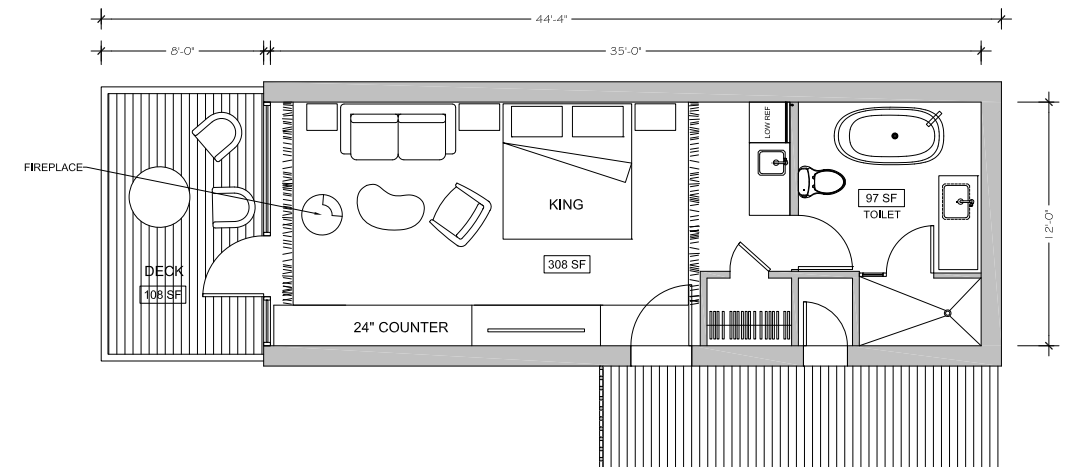 44'-4"
8'-0"
35'-0"
LOW REF
FIREPLACE
97 SF
TOILET
KING
12'-0"
308 SF
DECK
108 SF
24" COUNTER